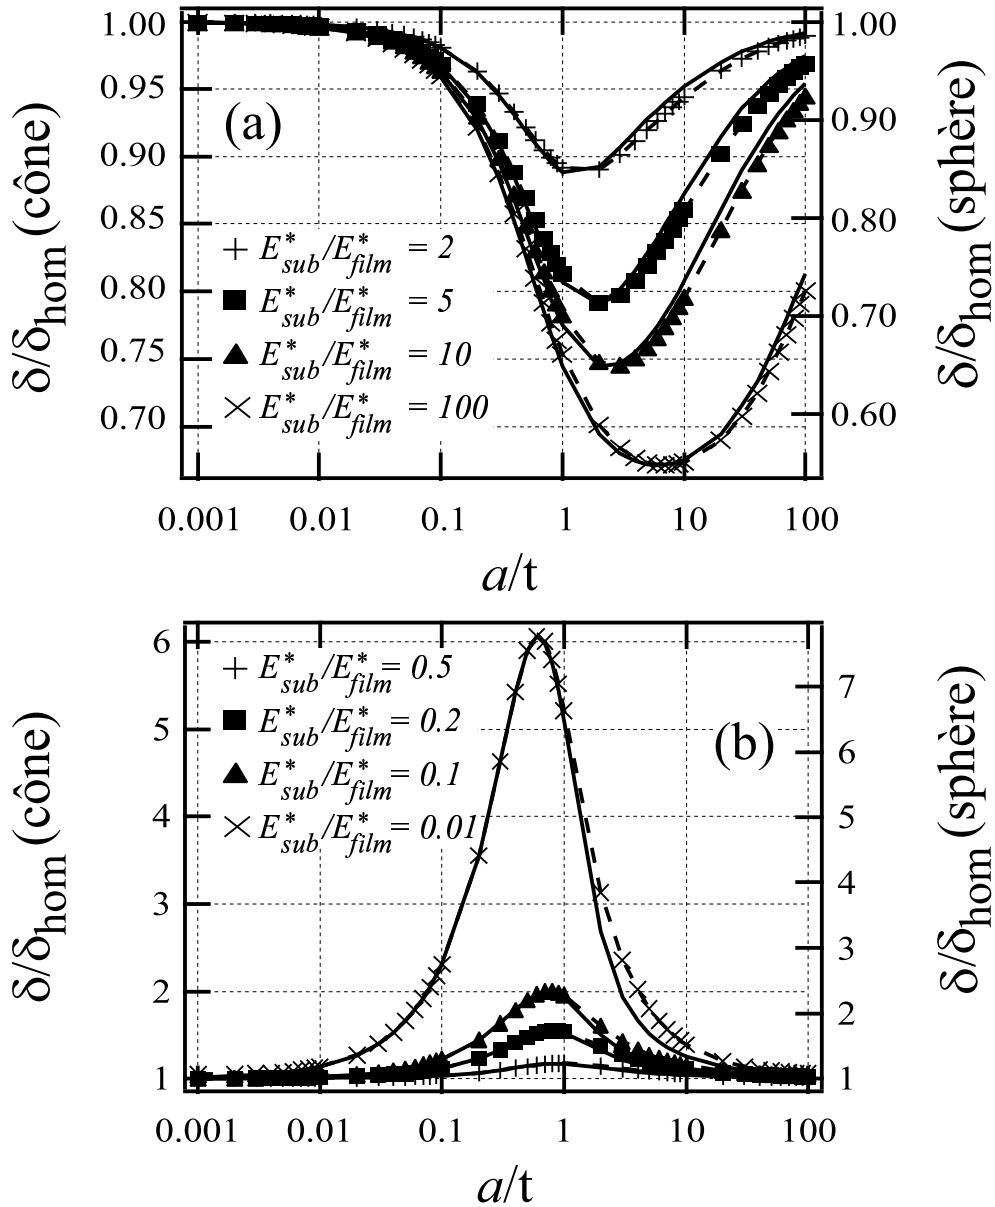 δ/δhom (cône)
1.00
0.95
0.90
0.85
0.80
0.75
0.70
(a)
E*sub/E*film = 2
E*sub/E*film = 5
E*sub/E*film = 10
E*sub/E*film = 100
1.00
0.90
0.80
0.70
0.60
δ/δhom (sphère)
0.001 0.01 0.1 1 10 100
a/t
δ/δhom (cône)
6
5
4
3
2
1
E*sub/E*film = 0.5
E*sub/E*film = 0.2
E*sub/E*film = 0.1
E*sub/E*film = 0.01
(b)
7
6
5
4
3
2
1
δ/δhom (sphère)
0.001 0.01 0.1 1 10 100
a/t